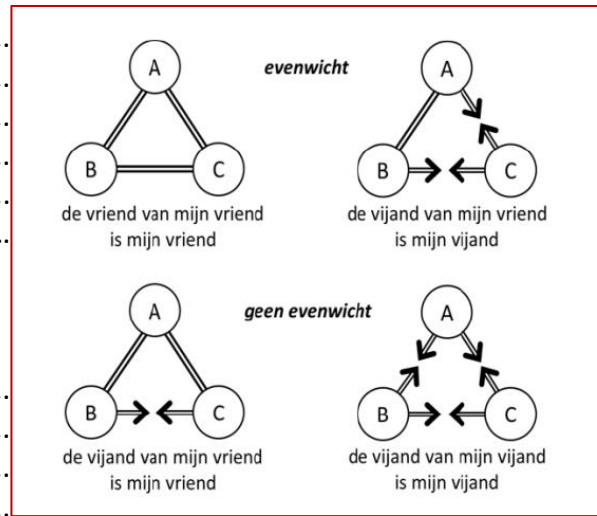 evenwicht
A
B
C
de vriend van mijn vriend
is mijn vriend
A
B
C
de vijand van mijn vriend
is mijn vijand
geen evenwicht
A
B
C
de vijand van mijn vriend
is mijn vriend
A
B
C
de vijand van mijn vijand
is mijn vijand